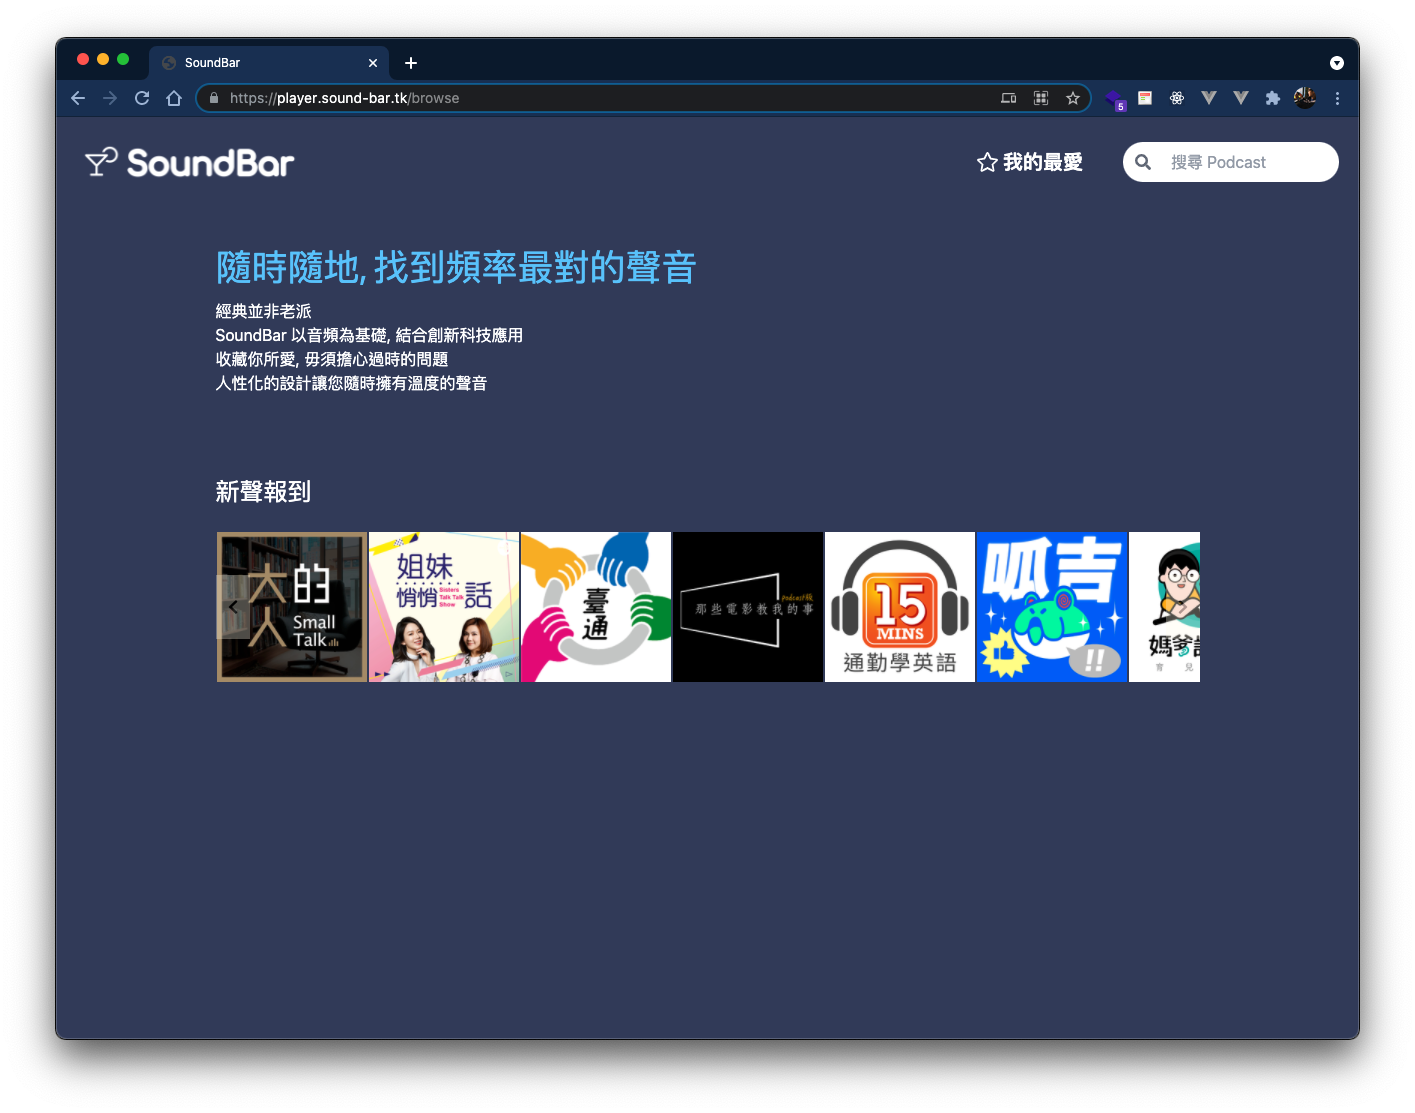 SoundBar
https://player.sound-bar.tk/browse
5
SoundBar
我的最愛
搜尋 Podcast
隨時隨地, 找到頻率最對的聲音
經典並非老派
SoundBar 以音頻為基礎, 結合創新科技應用
收藏你所愛, 毋須擔心過時的問題
人性化的設計讓您隨時擁有溫度的聲音
新聲報到
大人的
Small
Talk
姐妹
悄悄話
Sisters
Talk Talk
Show
臺通
podcast版
那些電影教我的事
15
MINS
通勤學英語
呱吉
!!
媽爹
育兒